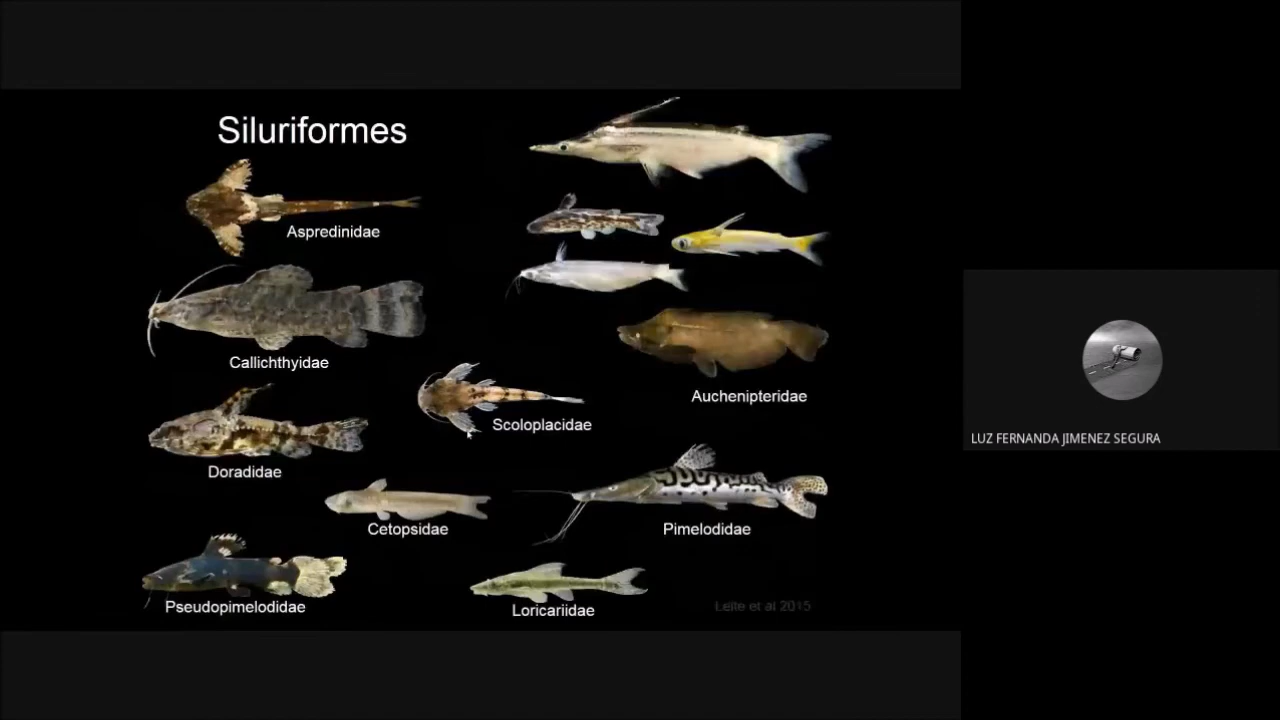 Siluriformes
Aspredinidae
Callichthyidae
Auchenipteridae
Scoloplacidae
Doradidae
Cetopsidae
Pimelodidae
Pseudopimelodidae
Loricariidae
Leite et al 2015
LUZ FERNANDA JIMENEZ SEGURA